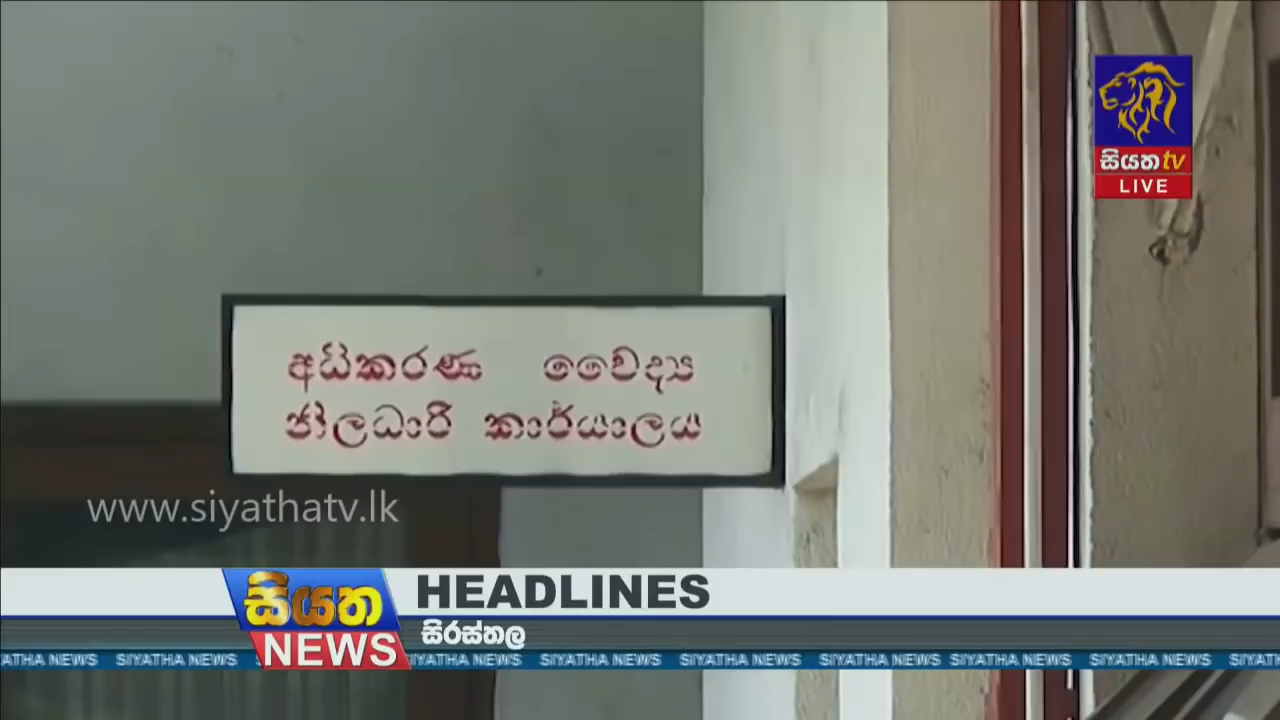 සියත tv
LIVE
අධිකරණ වෛද්‍ය
නිලධාරී කාර්යාලය
www.siyathatv.lk
සියත
NEWS
HEADLINES
සිරස්තල
SIYATHA NEWS SIYATHA NEWS SIYATHA NEWS SIYATHA NEWS SIYATHA NEWS SIYATHA NEWS SIYATHA NEWS